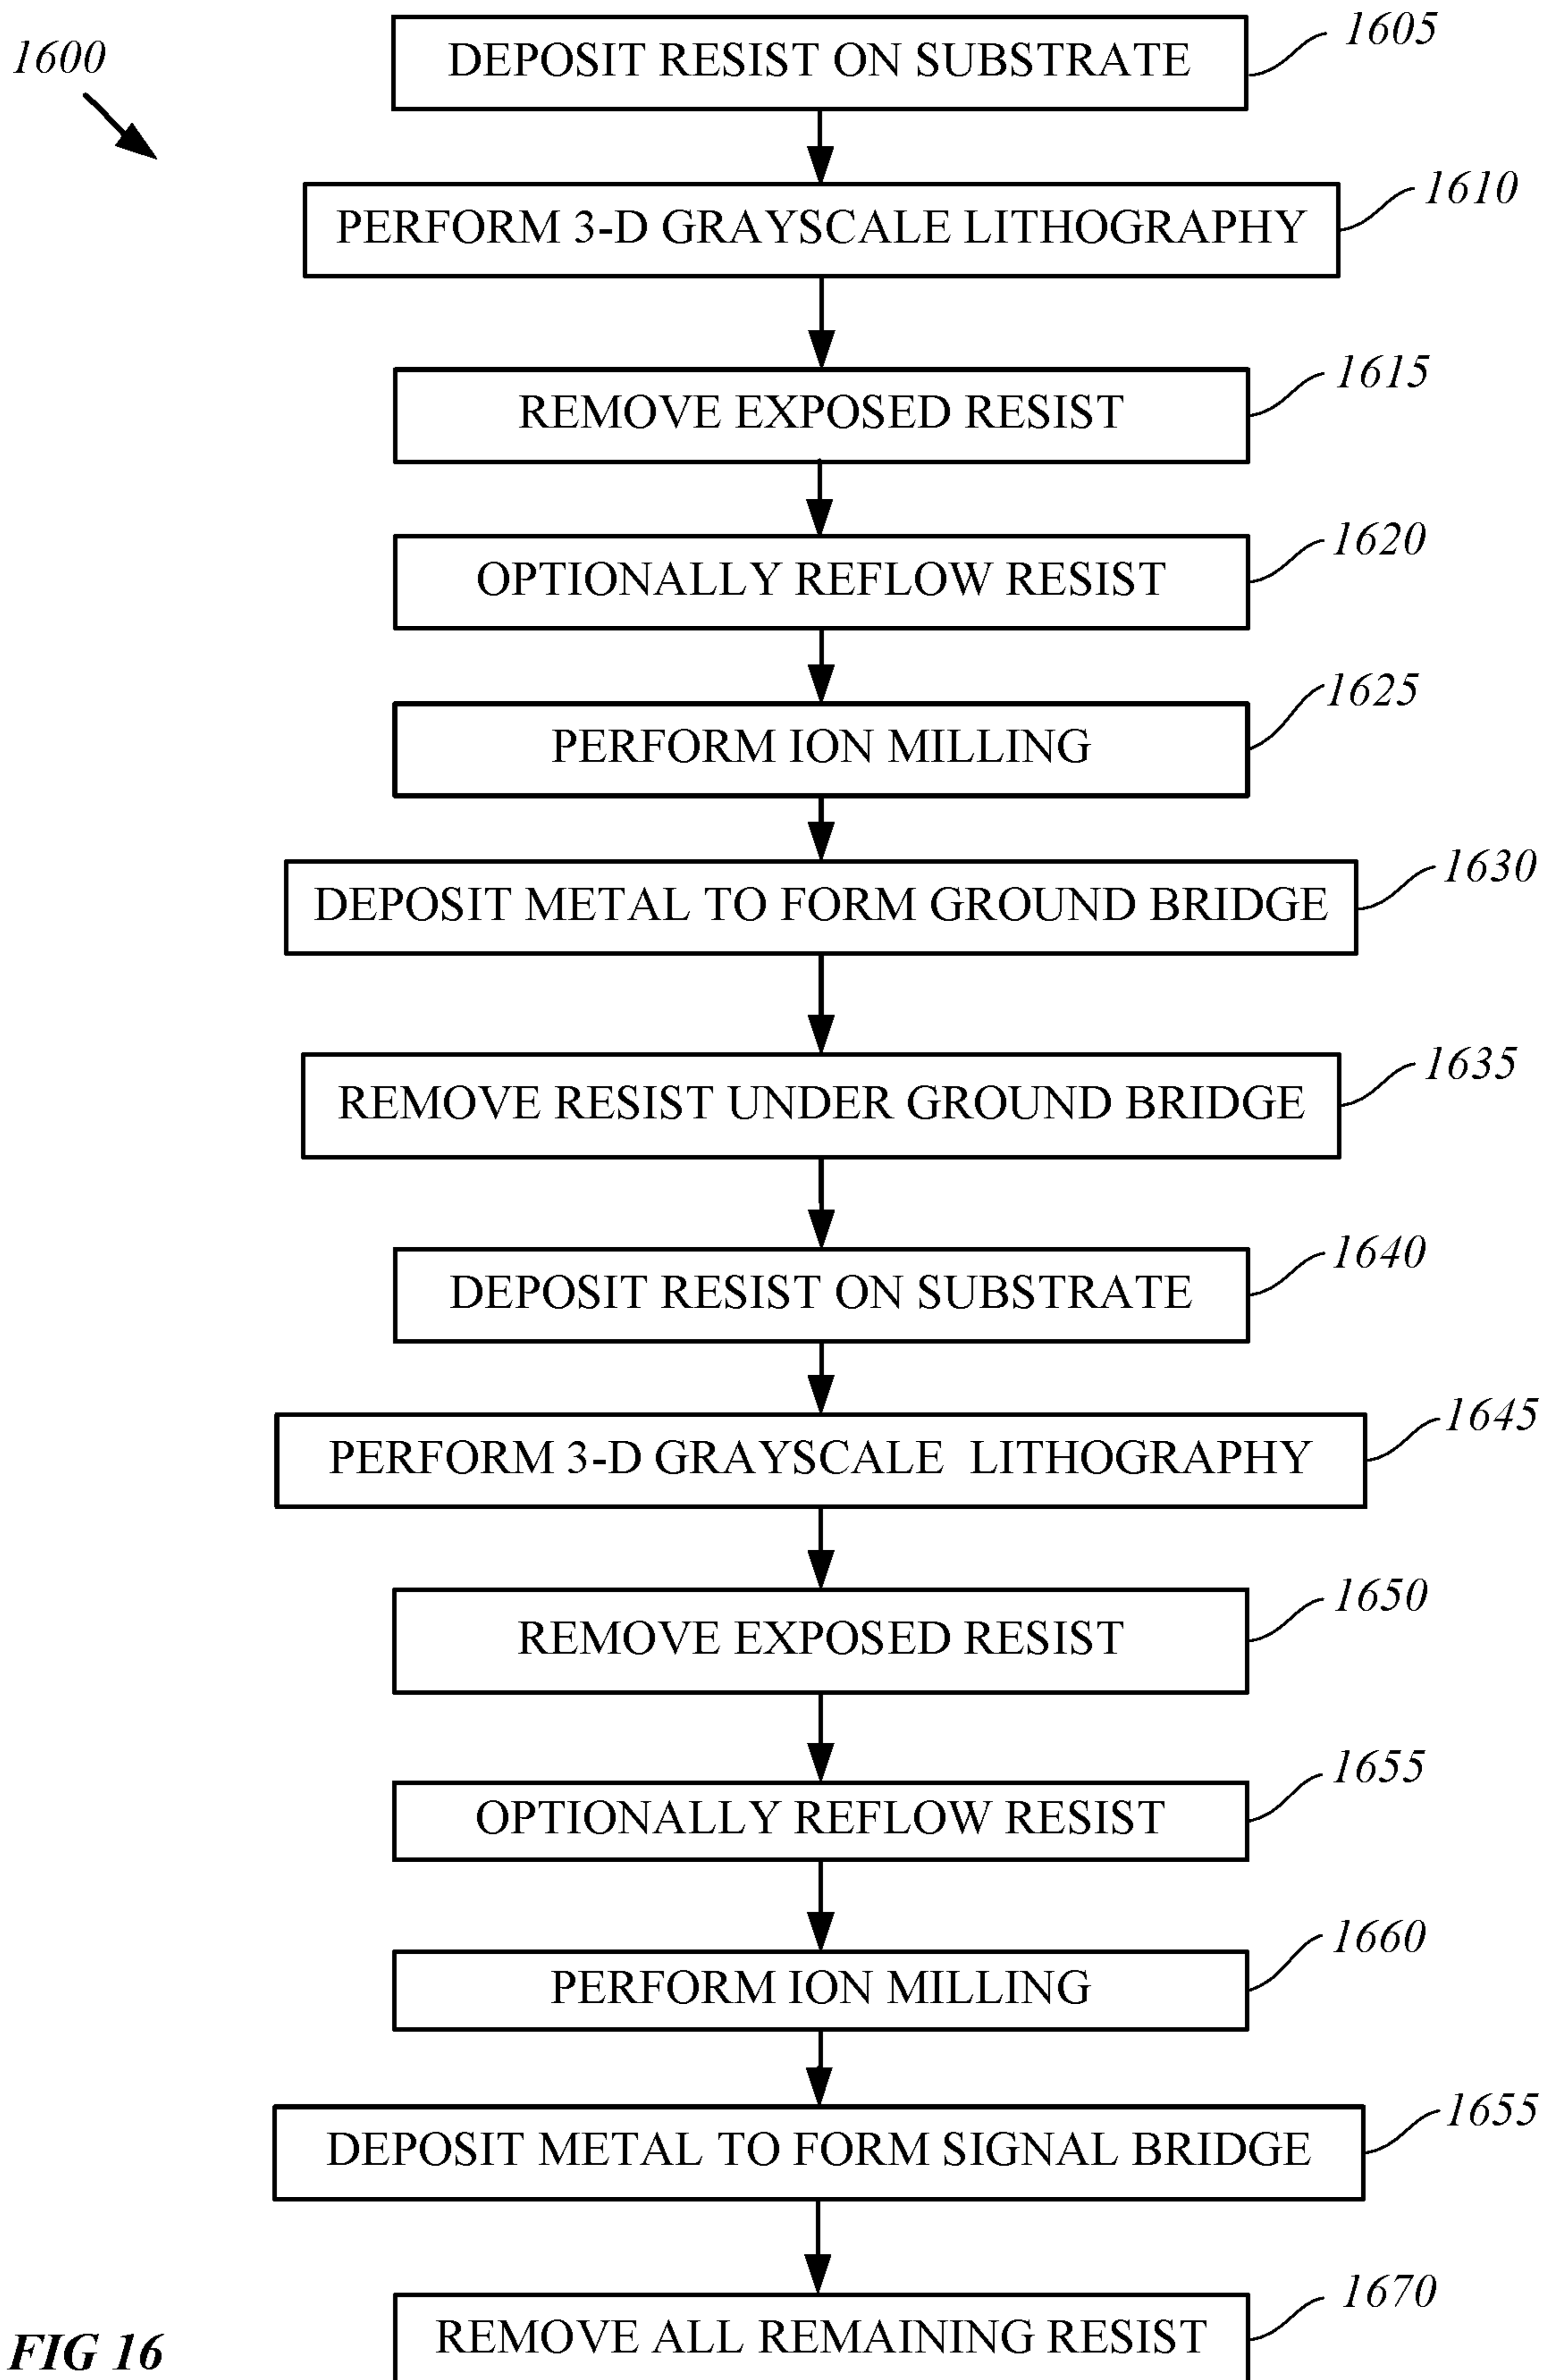 1600
DEPOSIT RESIST ON SUBSTRATE
1605
PERFORM 3-D GRAYSCALE LITHOGRAPHY
1610
REMOVE EXPOSED RESIST
1615
OPTIONALLY REFLOW RESIST
1620
PERFORM ION MILLING
1625
DEPOSIT METAL TO FORM GROUND BRIDGE
1630
REMOVE RESIST UNDER GROUND BRIDGE
1635
DEPOSIT RESIST ON SUBSTRATE
1640
PERFORM 3-D GRAYSCALE LITHOGRAPHY
1645
REMOVE EXPOSED RESIST
1650
OPTIONALLY REFLOW RESIST
1655
PERFORM ION MILLING
1660
DEPOSIT METAL TO FORM SIGNAL BRIDGE
1655
REMOVE ALL REMAINING RESIST
1670
FIG 16